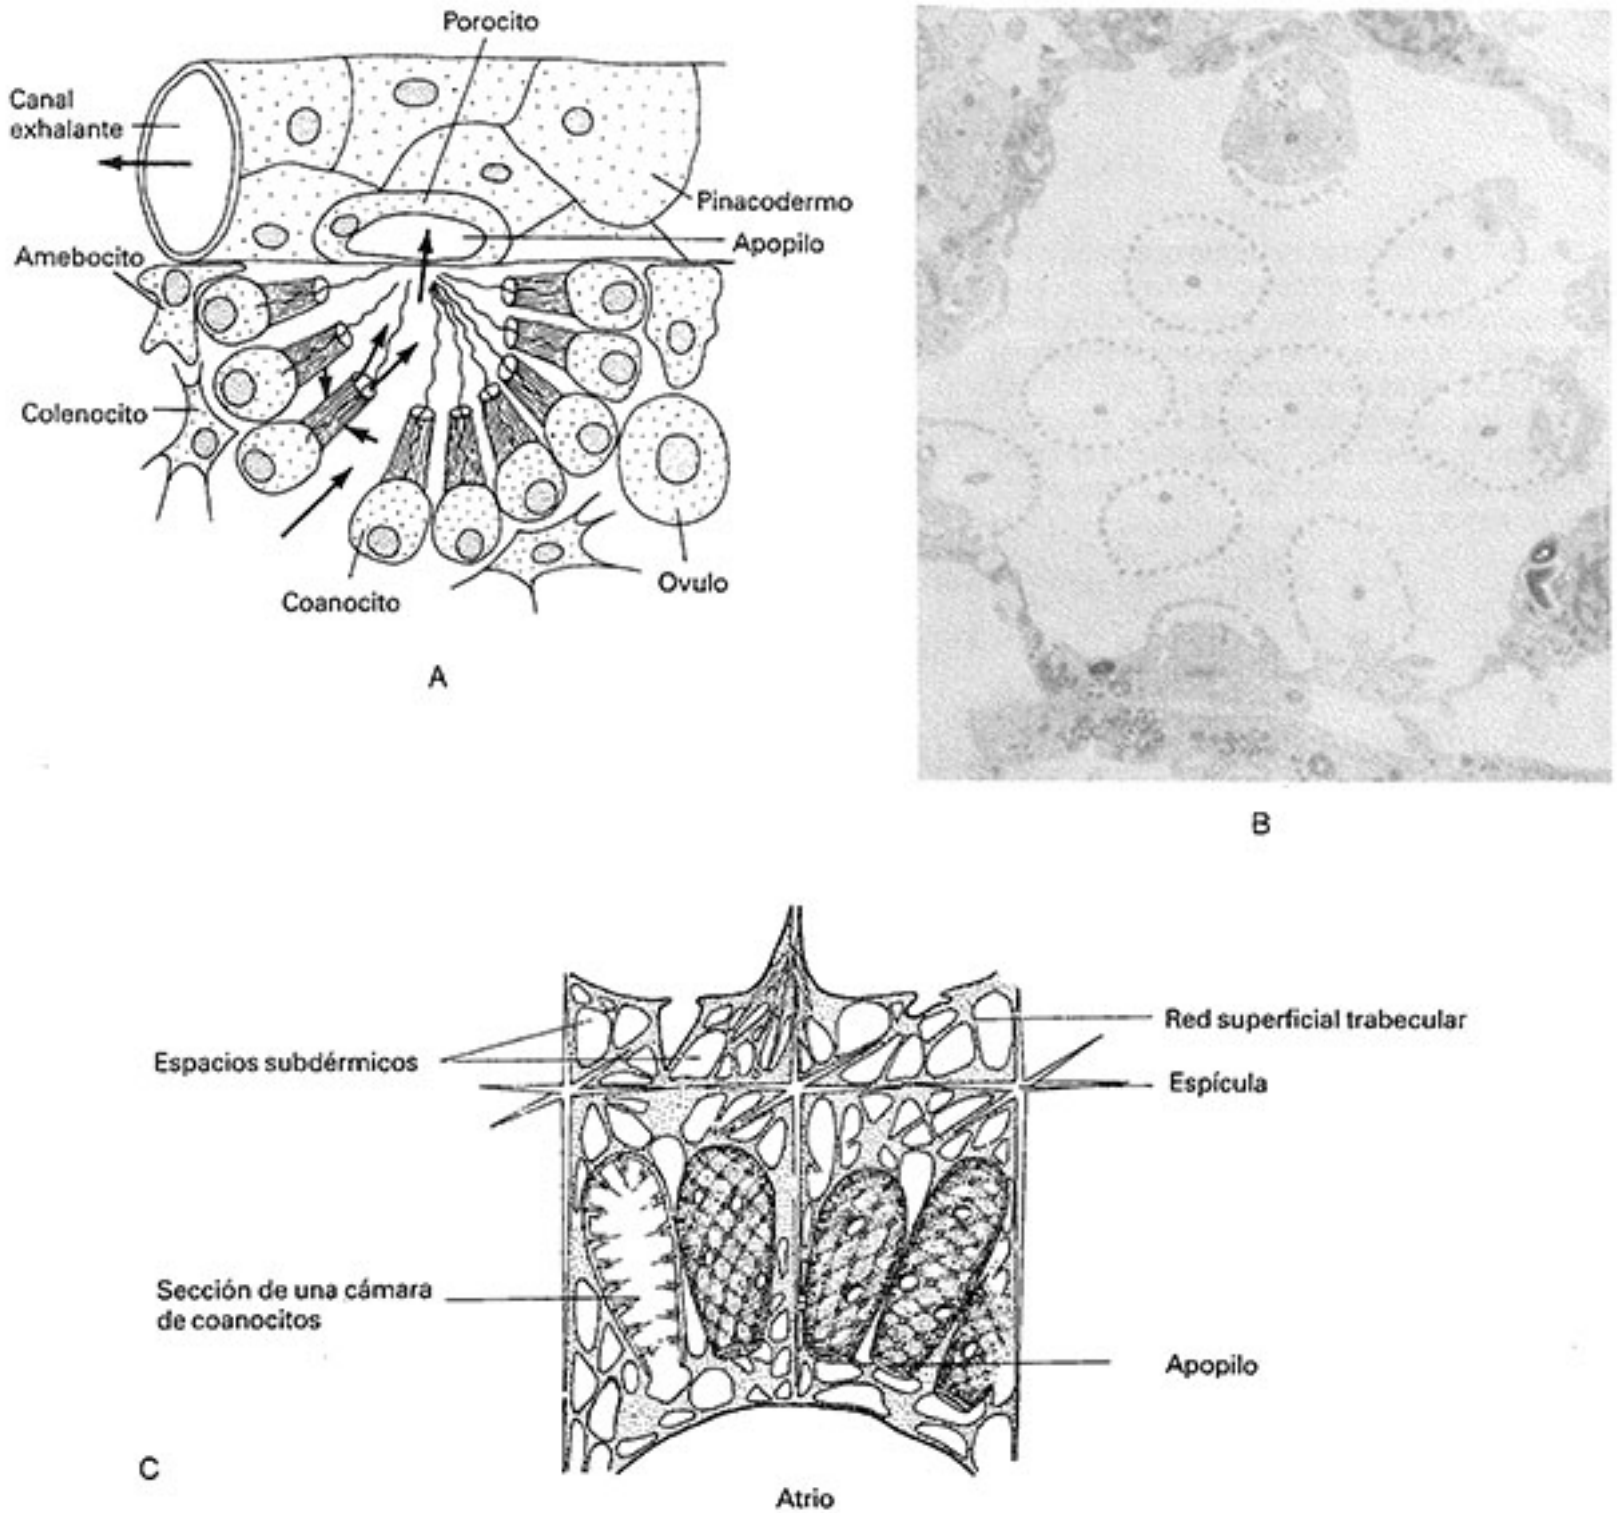 Porocito
Canal
exhalante
Pinacodermo
Apopilo
Amebocito
Colenocito
Coanocito
Ovulo
A
B
Espacios subdérmicos
Red superficial trabecular
Espícula
Sección de una cámara
de coanocitos
Apopilo
C
Atrio